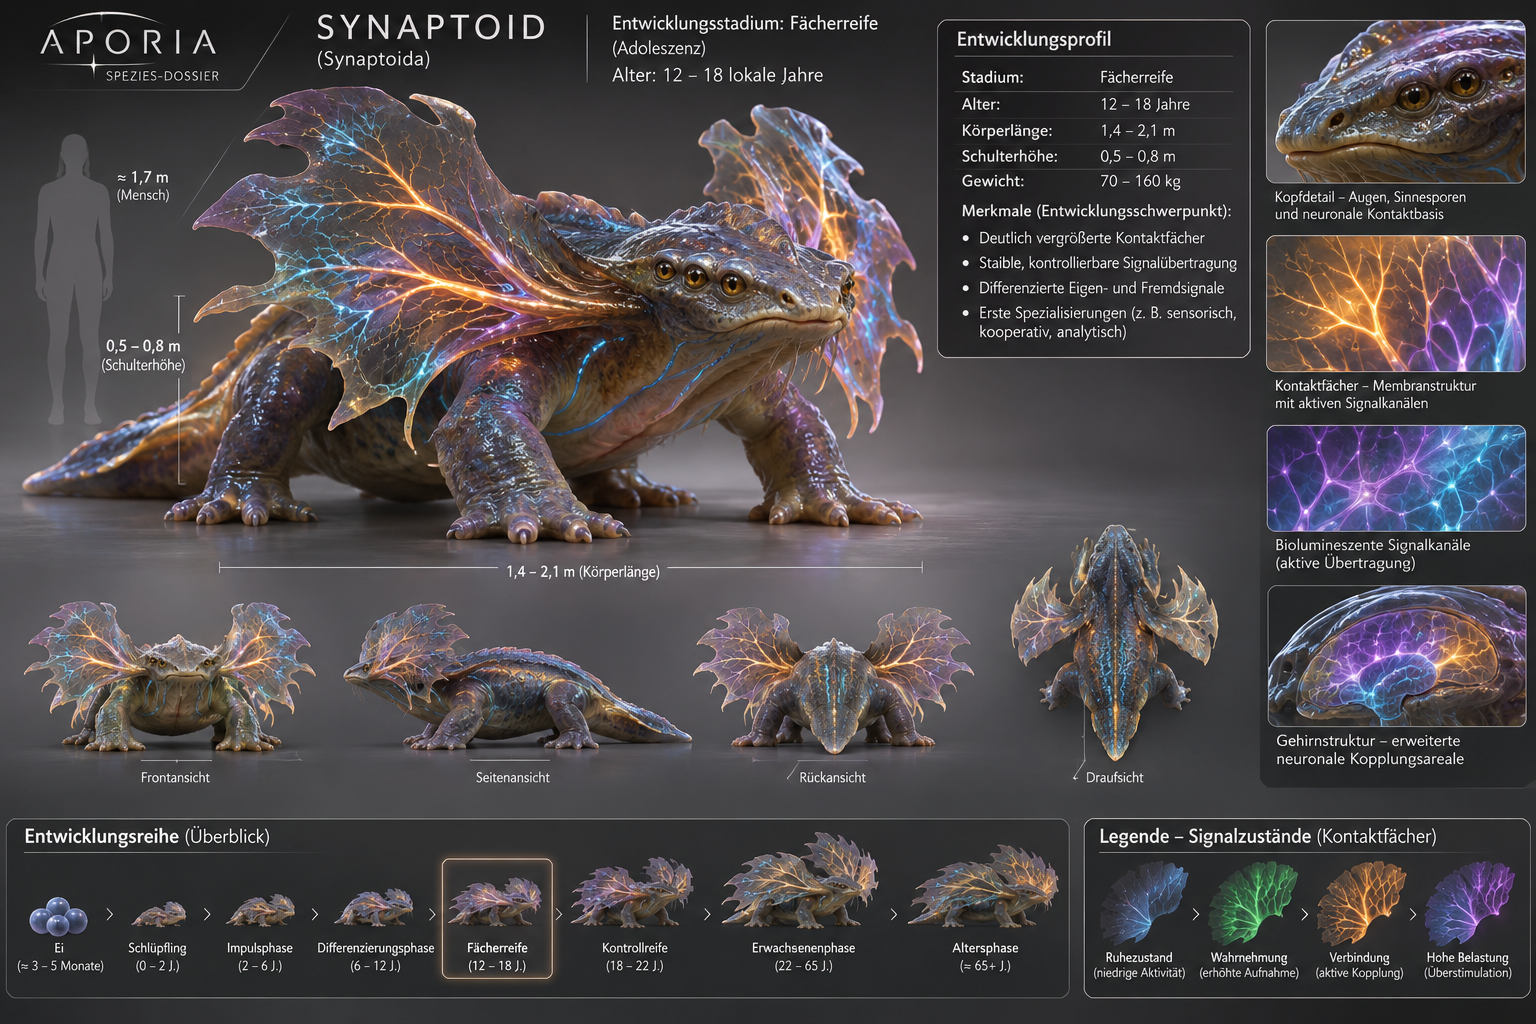 APORIA
SPEZIES-DOSSIER
SYNAPTOID
(Synaptoida)
Entwicklungsstadium: Fächerreife
(Adoleszenz)
Alter: 12 – 18 lokale Jahre
≈ 1,7 m
(Mensch)
0,5 – 0,8 m
(Schulterhöhe)
1,4 – 2,1 m (Körperlänge)
Entwicklungsprofil
Stadium: Fächerreife
Alter: 12 – 18 Jahre
Körperlänge: 1,4 – 2,1 m
Schulterhöhe: 0,5 – 0,8 m
Gewicht: 70 – 160 kg
Merkmale (Entwicklungsschwerpunkt):
• Deutlich vergrößerte Kontaktfächer
• Staible, kontrollierbare Signalübertragung
• Differenzierte Eigen- und Fremdsignale
• Erste Spezialisierungen (z. B. sensorisch,
kooperativ, analytisch)
Kopfdetail – Augen, Sinnesporen
und neuronale Kontaktbasis
Kontaktfächer – Membranstruktur
mit aktiven Signalkanälen
Biolumineszente Signalkanäle
(aktive Übertragung)
Gehirnstruktur – erweiterte
neuronale Kopplungsareale
Frontansicht
Seitenansicht
Rückansicht
Draufsicht
Entwicklungsreihe (Überblick)
Ei
(≈ 3 – 5 Monate)
Schlüpfling
(0 – 2 J.)
Impulsphase
(2 – 6 J.)
Differenzierungsphase
(6 – 12 J.)
Fächerreife
(12 – 18 J.)
Kontrollreife
(18 – 22 J.)
Erwachsenenphase
(22 – 65 J.)
Altersphase
(≈ 65+ J.)
Legende – Signalzustände (Kontaktfächer)
Ruhezustand
(niedrige Aktivität)
Wahrnehmung
(erhöhte Aufnahme)
Verbindung
(aktive Kopplung)
Hohe Belastung
(Überstimulation)